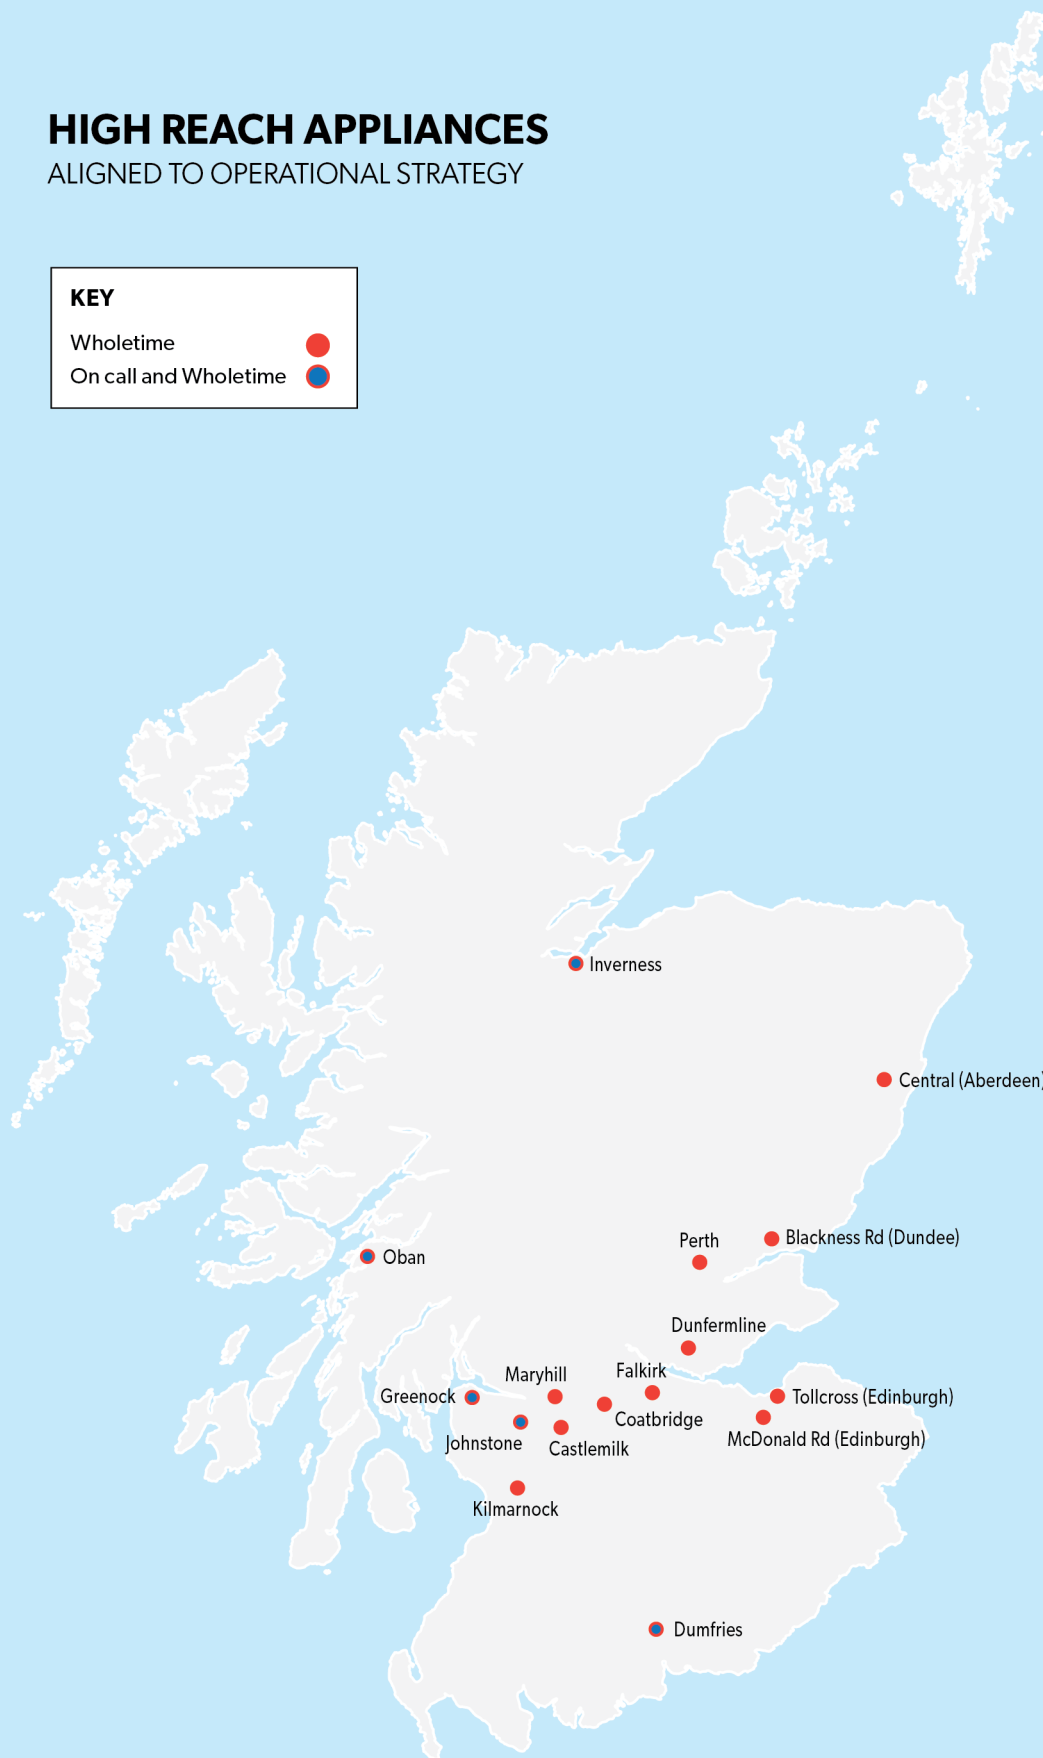 HIGH REACH APPLIANCES
ALIGNED TO OPERATIONAL STRATEGY
KEY
Wholetime
On call and Wholetime
Inverness
Central (Aberdeen)
Blackness Rd (Dundee)
Perth
Oban
Dunfermline
Falkirk
Maryhill
Greenock
Tollcross (Edinburgh)
Coatbridge
McDonald Rd (Edinburgh)
Johnstone
Castlemilk
Kilmarnock
Dumfries